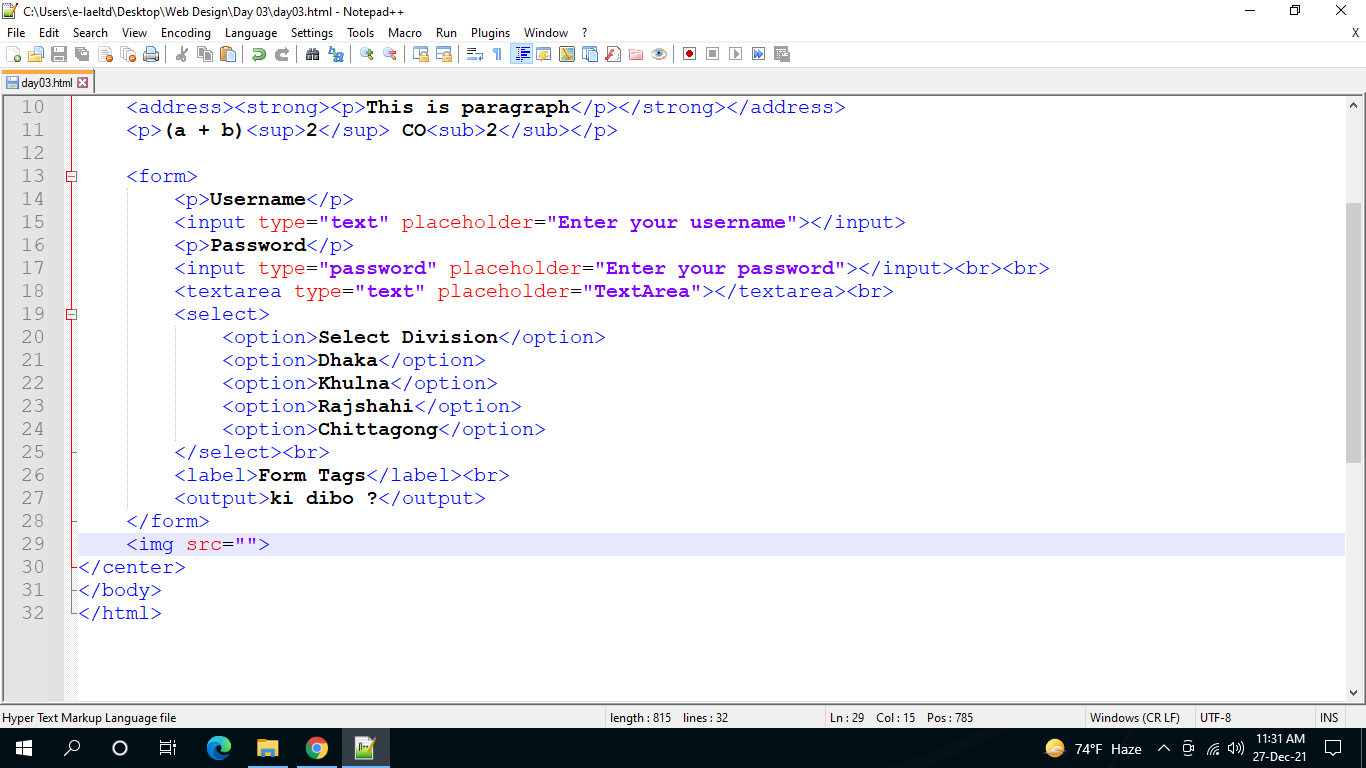 C:\Users\e-laeltd\Desktop\Web Design\Day 03\day03.html - Notepad++
File Edit Search View Encoding Language Settings Tools Macro Run Plugins Window ? X
day03.html
10 <address><strong><p>This is paragraph</p></strong></address>
11 <p>(a + b)<sup>2</sup> CO<sub>2</sub></p>
12
13 <form>
14 <p>Username</p>
15 <input type="text" placeholder="Enter your username"></input>
16 <p>Password</p>
17 <input type="password" placeholder="Enter your password"></input><br><br>
18 <textarea type="text" placeholder="TextArea"></textarea><br>
19 <select>
20 <option>Select Division</option>
21 <option>Dhaka</option>
22 <option>Khulna</option>
23 <option>Rajshahi</option>
24 <option>Chittagong</option>
25 </select><br>
26 <label>Form Tags</label><br>
27 <output>ki dibo ?</output>
28 </form>
29 <img src="">
30 </center>
31 </body>
32 </html>
Hyper Text Markup Language file length : 815 lines : 32 Ln : 29 Col : 15 Pos : 785 Windows (CR LF) UTF-8 INS
74°F Haze 11:31 AM
27-Dec-21